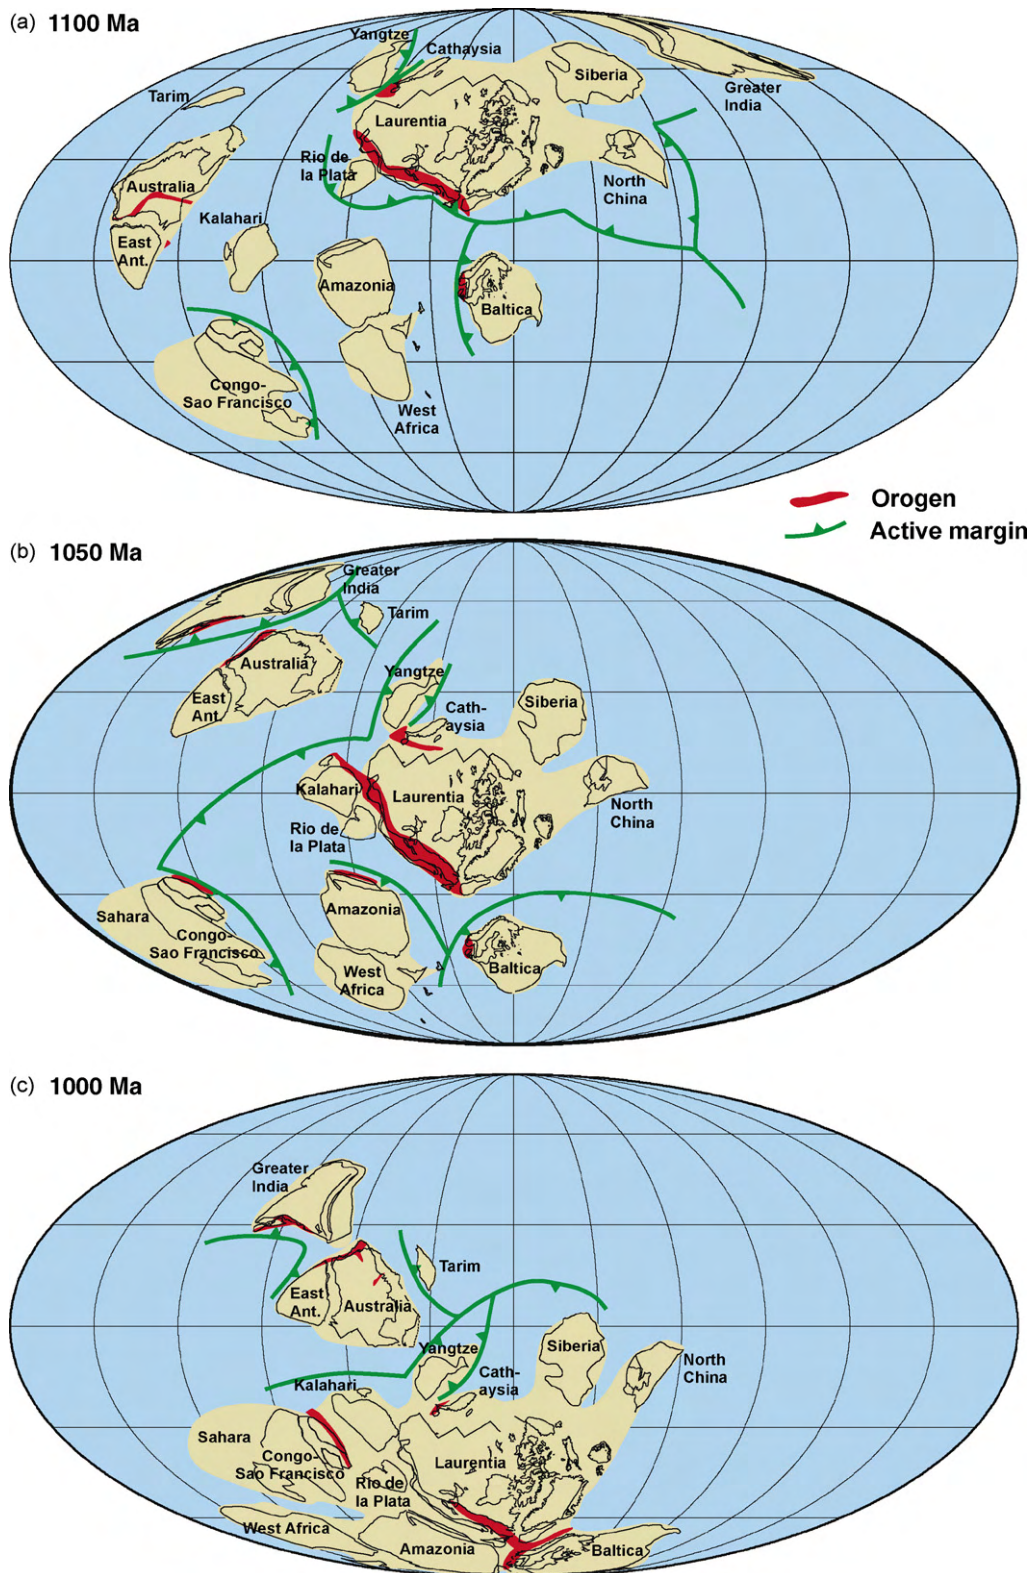 (a) 1100 Ma
Yangtze
Cathaysia
Siberia
Greater
India
Tarim
Laurentia
Rio de
la Plata
North
China
Australia
Kalahari
East
Ant.
Amazonia
Baltica
Congo-
Sao Francisco
West
Africa
Orogen
Active margin
(b) 1050 Ma
Greater
India
Tarim
Australia
Yangtze
East
Ant.
Cath-
aysia
Siberia
Kalahari
Laurentia
North
China
Rio de
la Plata
Sahara
Amazonia
Congo-
Sao Francisco
West
Africa
Baltica
(c) 1000 Ma
Greater
India
Tarim
East
Ant.
Australia
Yangtze
Siberia
North
China
Cath-
aysia
Kalahari
Sahara
Congo-
Sao Francisco
Laurentia
Rio de
la Plata
West Africa
Amazonia
Baltica